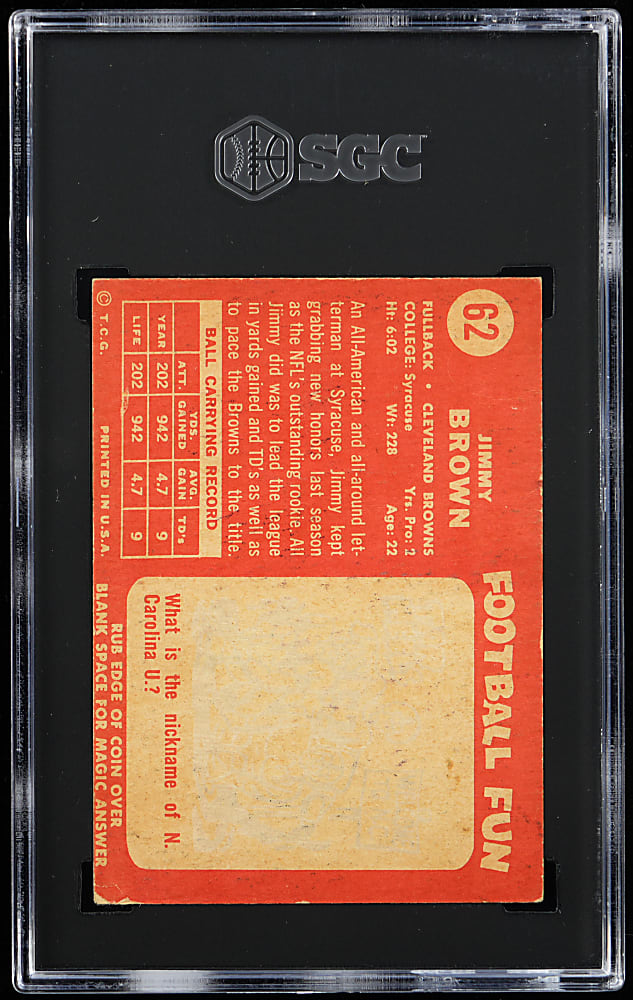 SGC
62
JIMMY
BROWN
FULLBACK • CLEVELAND BROWNS
COLLEGE: Syracuse Yrs. Pro: 2
Ht: 6:02 Wt: 228 Age: 22
An All-American and all-around let-
terman at Syracuse, Jimmy kept
grabbing new honors last season
as the NFL's outstanding rookie. All
Jimmy did was to lead the league
in yards gained and TD's as well as
to pace the Browns to the title.
BALL CARRYING RECORD
ATT. YDS. GAINED AVG. GAIN TD's
YEAR 202 942 4.7 9
LIFE 202 942 4.7 9
© T.C.G. PRINTED IN U.S.A.
FOOTBALL FUN
What is the nickname of N.
Carolina U.?
RUB EDGE OF COIN OVER
BLANK SPACE FOR MAGIC ANSWER